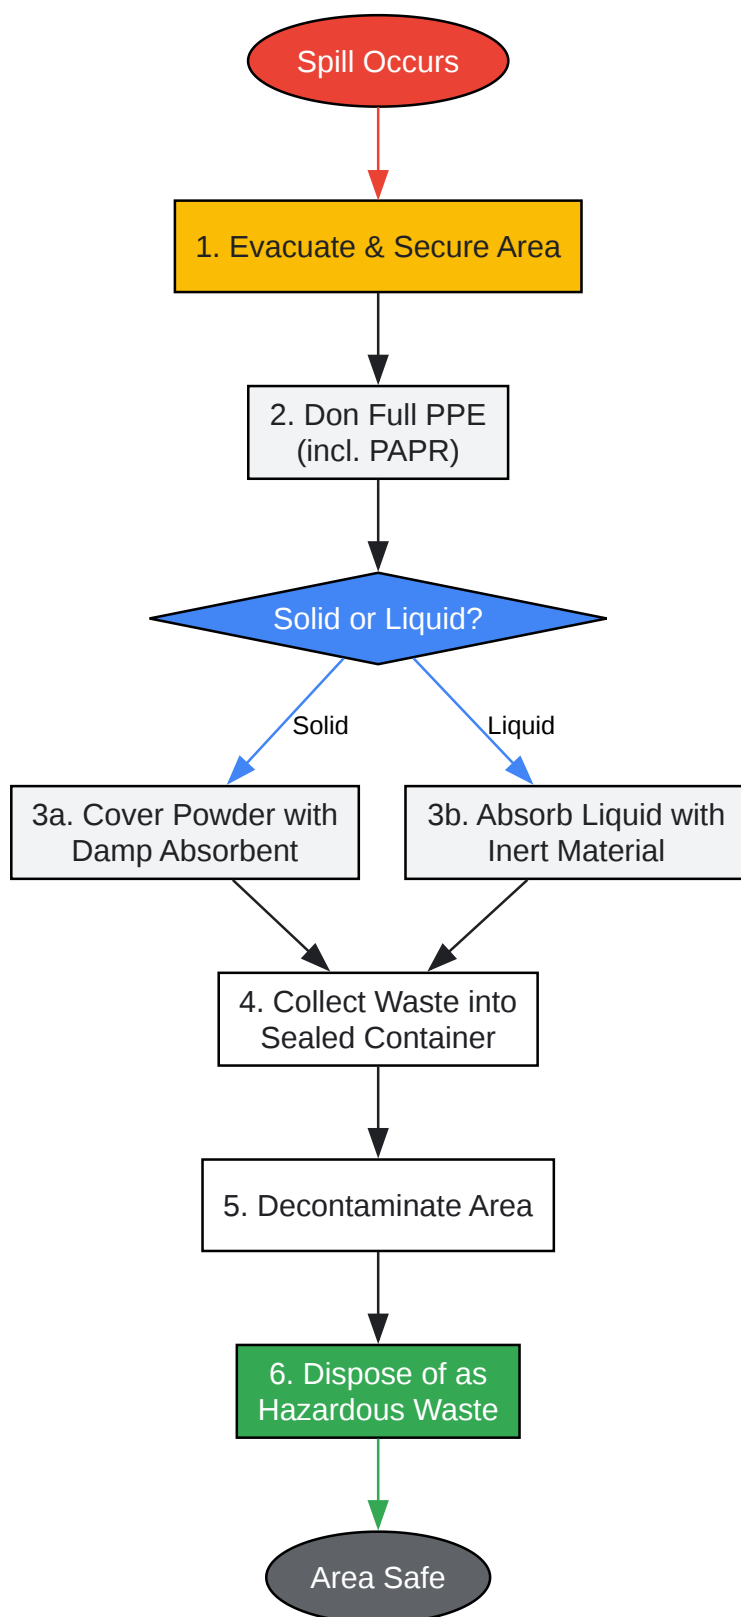 Spill Occurs
1. Evacuate & Secure Area
2. Don Full PPE
(incl. PAPR)
Solid or Liquid?
Solid
Liquid
3a. Cover Powder with
Damp Absorbent
3b. Absorb Liquid with
Inert Material
4. Collect Waste into
Sealed Container
5. Decontaminate Area
6. Dispose of as
Hazardous Waste
Area Safe